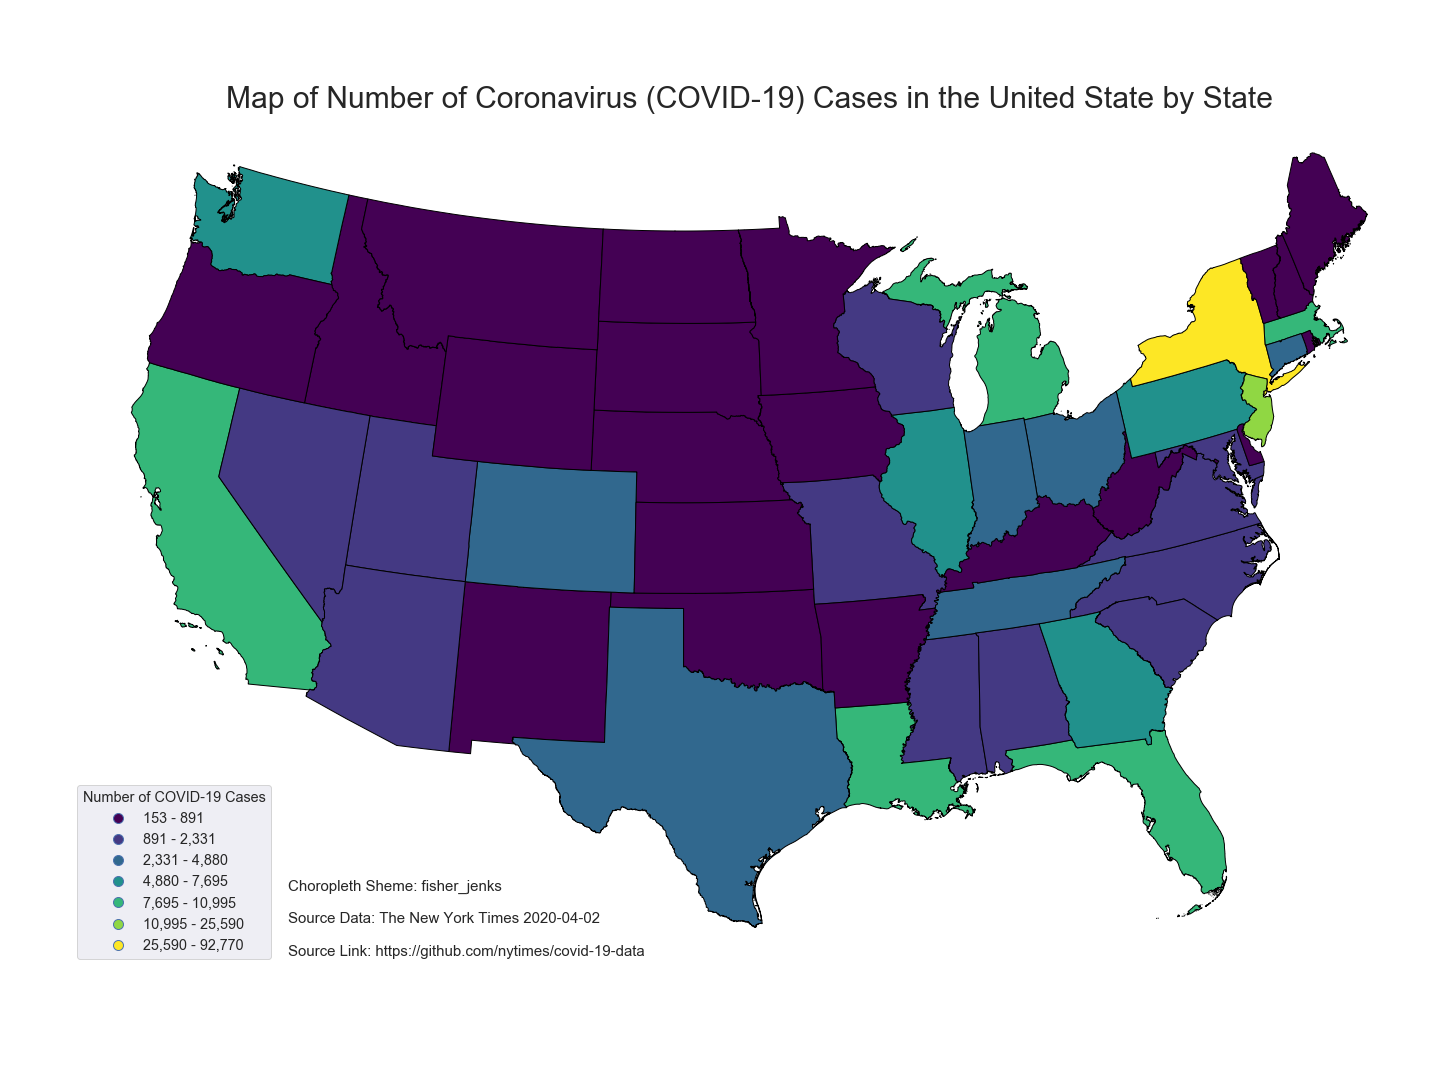 Map of Number of Coronavirus (COVID-19) Cases in the United State by State
Number of COVID-19 Cases
153 - 891
891 - 2,331
2,331 - 4,880
4,880 - 7,695
7,695 - 10,995
10,995 - 25,590
25,590 - 92,770
Choropleth Sheme: fisher_jenks
Source Data: The New York Times 2020-04-02
Source Link: https://github.com/nytimes/covid-19-data